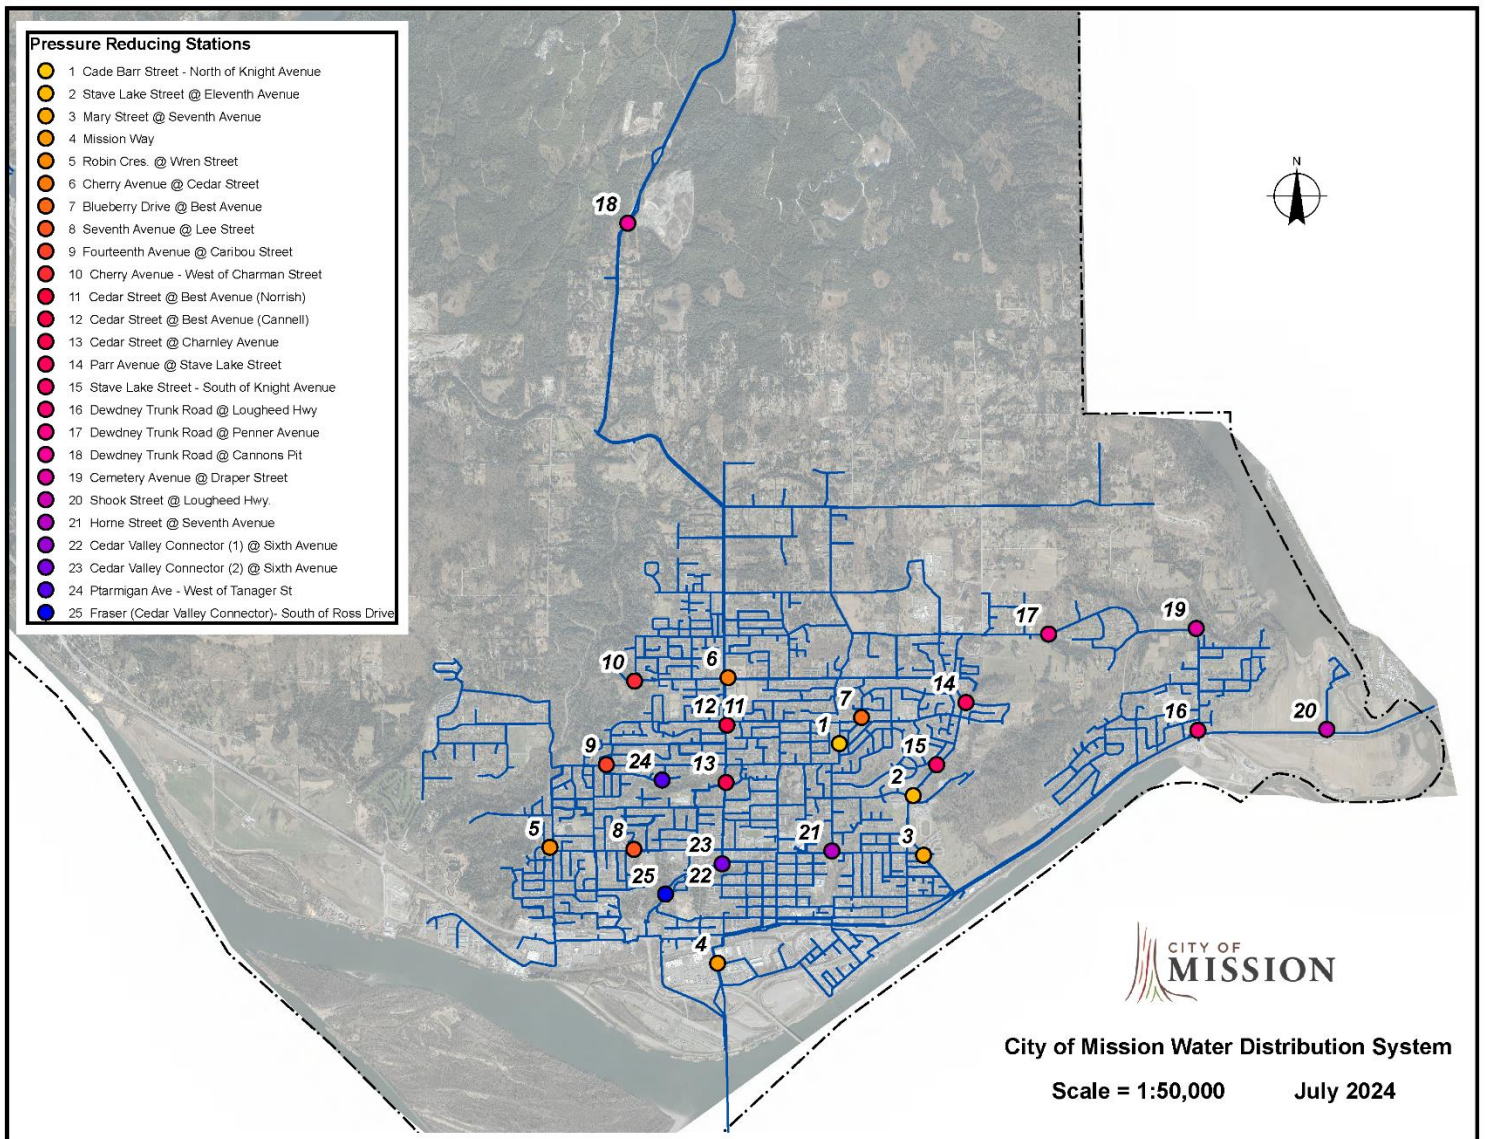 Pressure Reducing Stations
1 Cade Barr Street - North of Knight Avenue
2 Stave Lake Street @ Eleventh Avenue
3 Mary Street @ Seventh Avenue
4 Mission Way
5 Robin Cres. @ Wren Street
6 Cherry Avenue @ Cedar Street
7 Blueberry Drive @ Best Avenue
8 Seventh Avenue @ Lee Street
9 Fourteenth Avenue @ Caribou Street
10 Cherry Avenue - West of Charman Street
11 Cedar Street @ Best Avenue (Norrish)
12 Cedar Street @ Best Avenue (Cannell)
13 Cedar Street @ Charnley Avenue
14 Parr Avenue @ Stave Lake Street
15 Stave Lake Street - South of Knight Avenue
16 Dewdney Trunk Road @ Lougheed Hwy
17 Dewdney Trunk Road @ Penner Avenue
18 Dewdney Trunk Road @ Cannons Pit
19 Cemetery Avenue @ Draper Street
20 Shook Street @ Lougheed Hwy.
21 Horne Street @ Seventh Avenue
22 Cedar Valley Connector (1) @ Sixth Avenue
23 Cedar Valley Connector (2) @ Sixth Avenue
24 Ptarmigan Ave - West of Tanager St
25 Fraser (Cedar Valley Connector)- South of Ross Drive
N
18
17
19
10
6
14
12 11
7
1
16
20
9
24
13
15
2
5
8
23
21
3
25
22
4
CITY OF
MISSION
City of Mission Water Distribution System
Scale = 1:50,000 July 2024